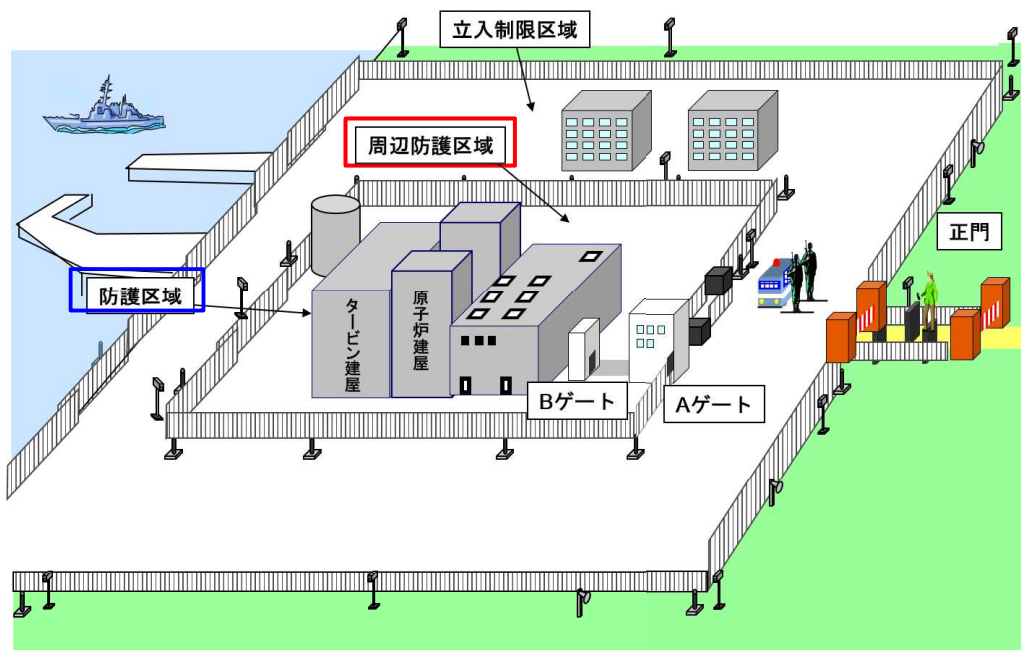 立入制限区域
周辺防護区域
正門
防護区域
タービン建屋
原子炉建屋
Bゲート
Aゲート